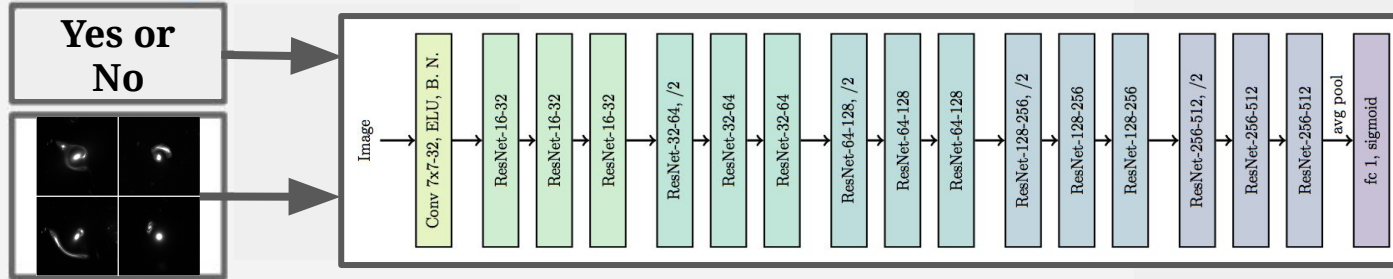 Yes or
No
Image
Conv 7x7-32, ELU, B. N.
ResNet-16-32
ResNet-16-32
ResNet-16-32
ResNet-32-64, /2
ResNet-32-64
ResNet-32-64
ResNet-64-128, /2
ResNet-64-128
ResNet-64-128
ResNet-128-256, /2
ResNet-128-256
ResNet-128-256
ResNet-256-512, /2
ResNet-256-512
ResNet-256-512
avg pool
fc 1, sigmoid